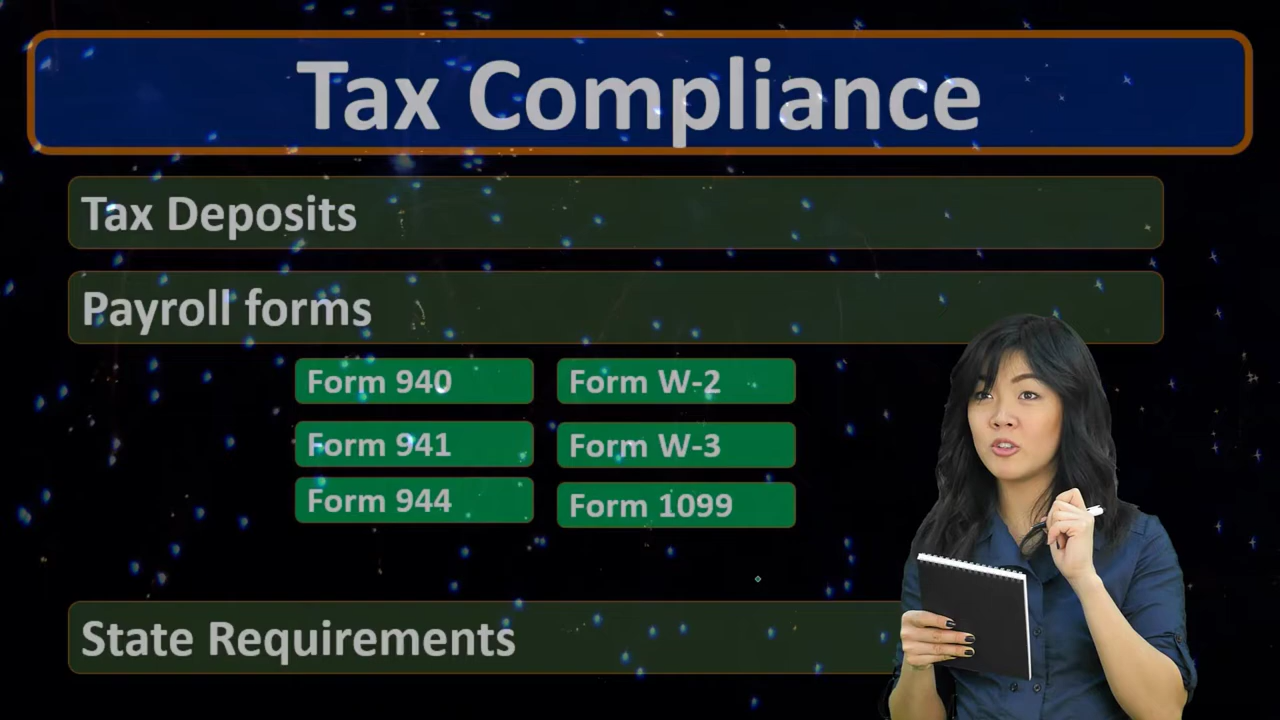 Tax Compliance
Tax Deposits
Payroll forms
Form 940
Form W-2
Form 941
Form W-3
Form 944
Form 1099
State Requirements